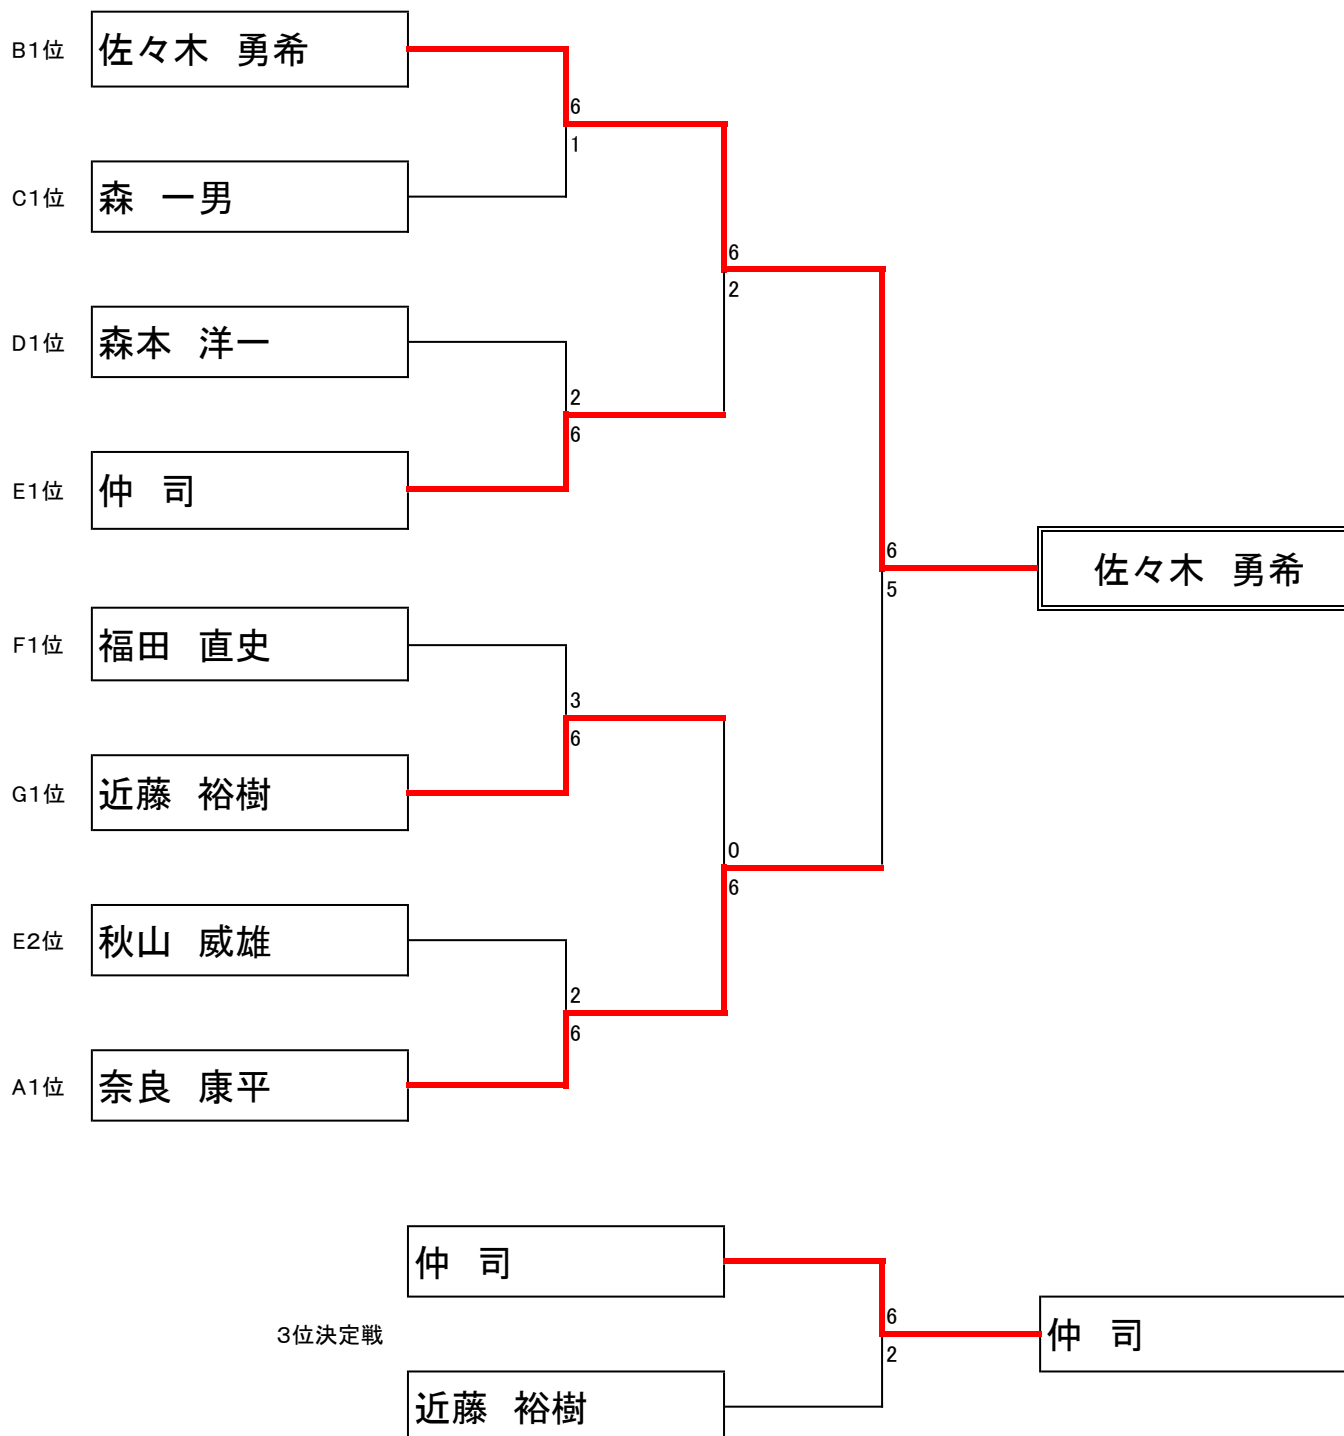 B1位 佐々木 勇希
6
1
C1位 森 一男
6
2
D1位 森本 洋一
2
6
E1位 仲 司
6
5
佐々木 勇希
F1位 福田 直史
3
6
G1位 近藤 裕樹
0
6
E2位 秋山 威雄
2
6
A1位 奈良 康平
仲 司
3位決定戦
6
2
仲 司
近藤 裕樹